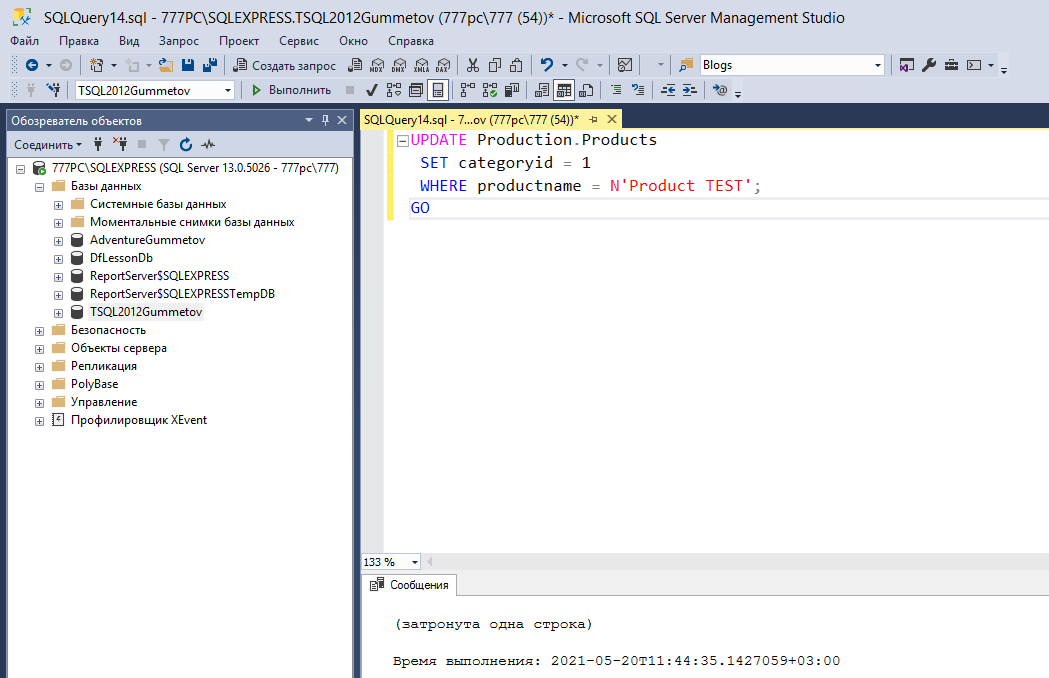 SQLQuery14.sql - 777PC\SQLEXPRESS.TSQL2012Gummetov (777pc\777 (54))* - Microsoft SQL Server Management Studio
Файл Правка Вид Запрос Проект Сервис Окно Справка
Создать запрос MDX DMX XMLA DAX Blogs
TSQL2012Gummetov Выполнить
Обозреватель объектов
Соединить
777PC\SQLEXPRESS (SQL Server 13.0.5026 - 777pc\777)
Базы данных
Системные базы данных
Моментальные снимки базы данных
AdventureGummetov
DfLessonDb
ReportServer$SQLEXPRESS
ReportServer$SQLEXPRESSTempDB
TSQL2012Gummetov
Безопасность
Объекты сервера
Репликация
PolyBase
Управление
Профилировщик XEvent
SQLQuery14.sql - 7...ov (777pc\777 (54))*
UPDATE Production.Products
SET categoryid = 1
WHERE productname = N'Product TEST';
GO
133 %
Сообщения
(затронута одна строка)
Время выполнения: 2021-05-20T11:44:35.1427059+03:00